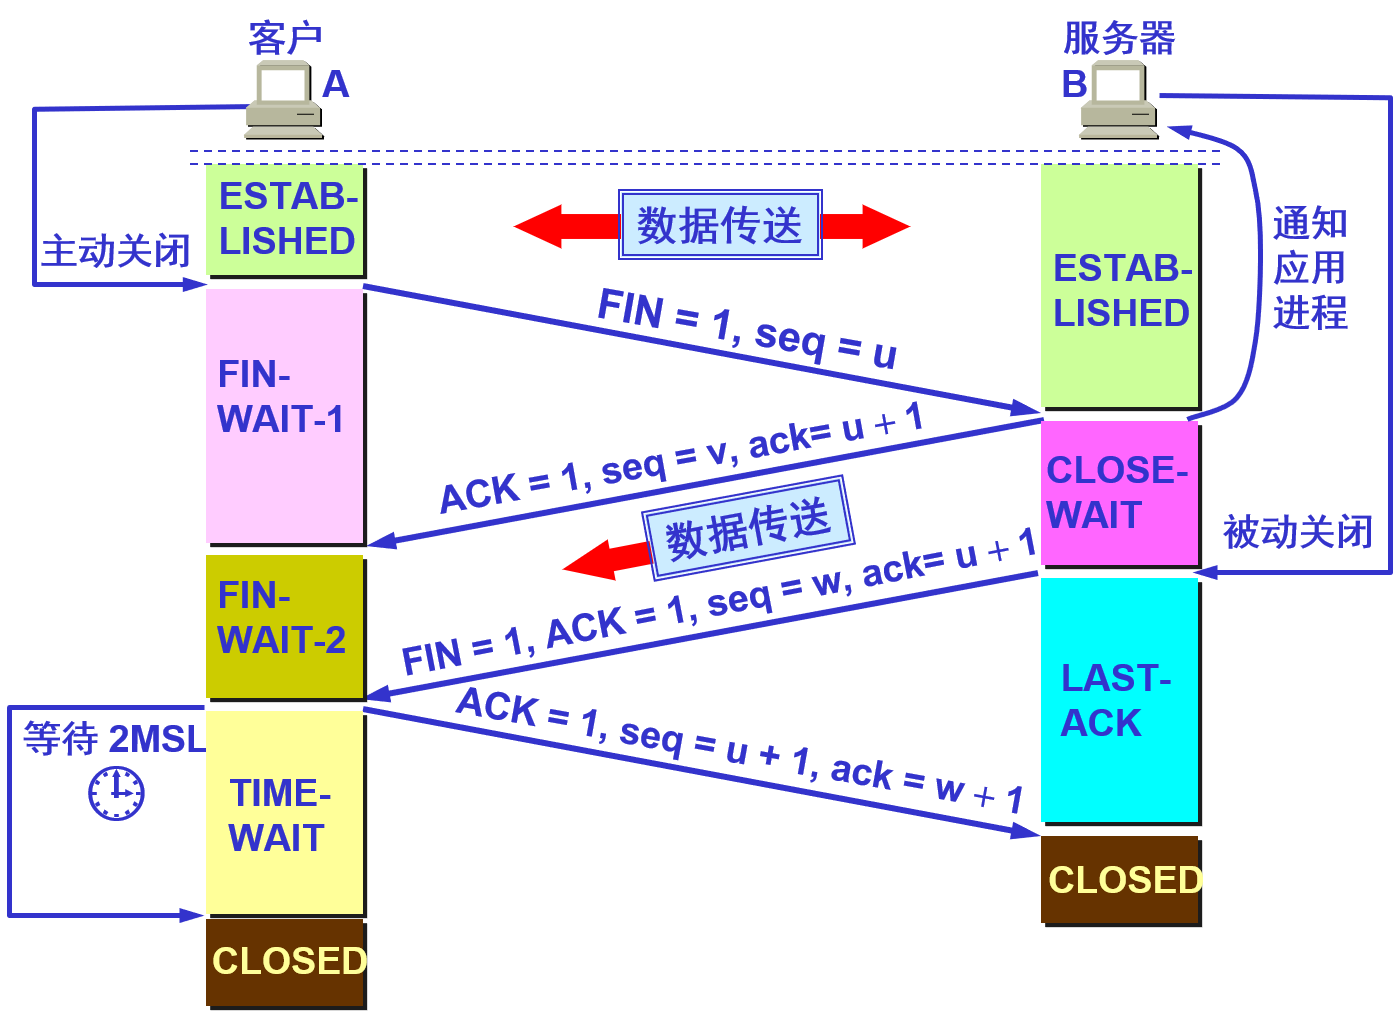 客户
A
服务器
B
ESTAB-
LISHED
数据传送
主动关闭
ESTAB-
LISHED
通知
应用
进程
FIN = 1, seq = u
FIN-
WAIT-1
ACK = 1, seq = v, ack= u + 1
CLOSE-
WAIT
数据传送
被动关闭
FIN-
WAIT-2
FIN = 1, ACK = 1, seq = w, ack= u + 1
LAST-
ACK
ACK = 1, seq = u + 1, ack = w + 1
等待 2MSL
TIME-
WAIT
CLOSED
CLOSED